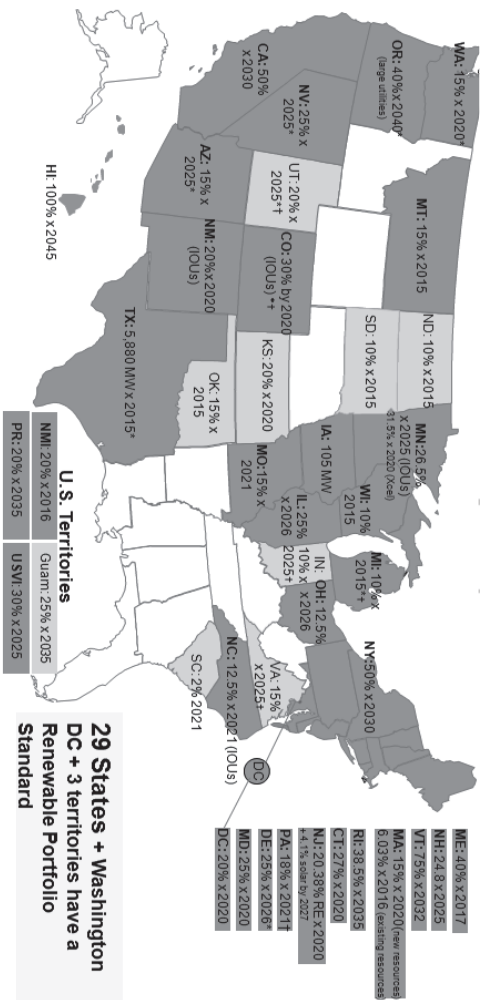 WA: 15% x 2020*
OR: 40% x 2040*
(large utilities)
CA: 50%
x 2030
NV: 25% x
2025*
UT: 20% x
2025*†
AZ: 15% x
2025*
MT: 15% x 2015
CO: 30% by 2020
(IOUs) *†
NM: 20% x 2020
(IOUs)
HI: 100% x 2045
ND: 10% x 2015
SD: 10% x 2015
KS: 20% x 2020
OK: 15% x
2015
TX: 5,880 MW x 2015*
MN: 26.5%
x 2025 (IOUs)
31.5% x 2020 (Xcel)
IA: 105 MW
MO: 15% x
2021
WI: 10%
2015
IL: 25%
x 2026
MI: 10% x
2015*†
IN:
10% x
2025†
OH: 12.5%
x 2026
NY: 50% x 2030
VA: 15%
x 2025†
NC: 12.5% x 2021 (IOUs)
SC: 2% 2021
DC
ME: 40% x 2017
NH: 24.8 x 2025
VT: 75% x 2032
MA: 15% x 2020 (new resources)
6.03% x 2016 (existing resources)
RI: 38.5% x 2035
CT: 27% x 2020
NJ: 20.38% RE x 2020
+ 4.1% solar by 2027
PA: 18% x 2021†
DE: 25% x 2026*
MD: 25% x 2020
DC: 20% x 2020
U.S. Territories
NMI: 20% x 2016
Guam: 25% x 2035
PR: 20% x 2035
USVI: 30% x 2025
29 States + Washington
DC + 3 territories have a
Renewable Portfolio
Standard